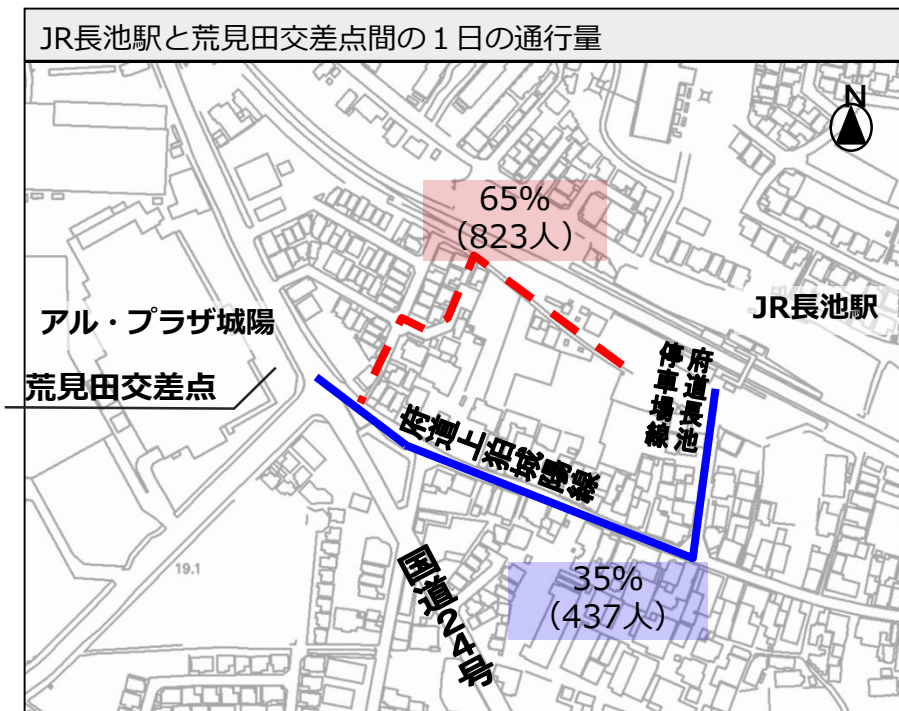 JR長池駅と荒見田交差点間の1日の通行量
N
65%
(823人)
JR長池駅
アル・プラザ城陽
府道長池
停車場線
荒見田交差点
府道上狛城陽線
19.1
国道24号
35%
(437人)